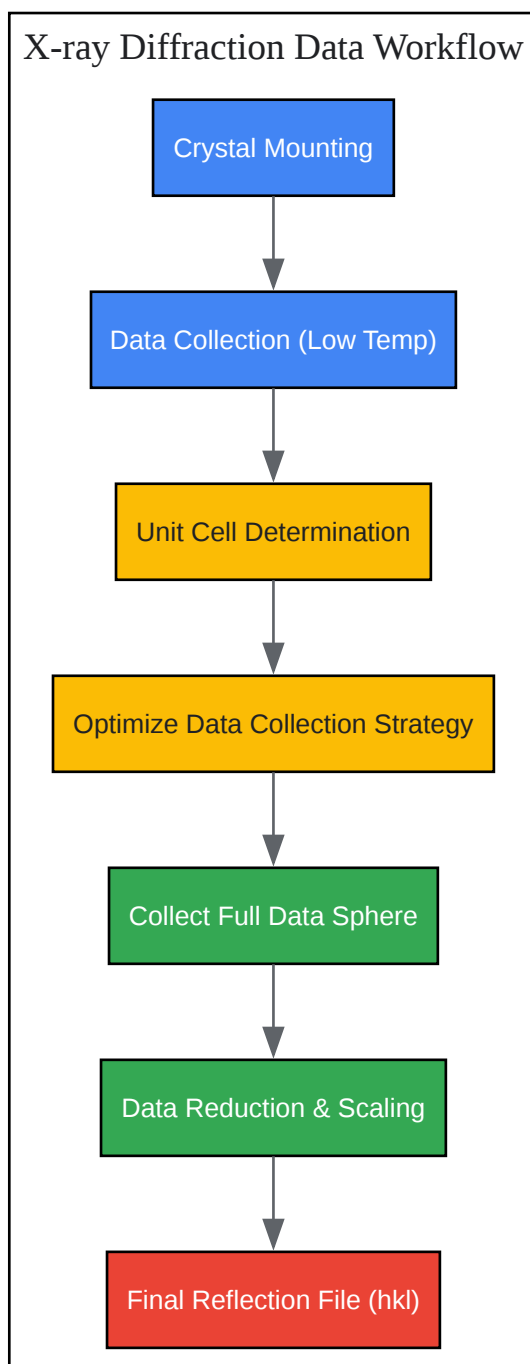 X-ray Diffraction Data Workflow
Crystal Mounting
Data Collection (Low Temp)
Unit Cell Determination
Optimize Data Collection Strategy
Collect Full Data Sphere
Data Reduction & Scaling
Final Reflection File (hkl)